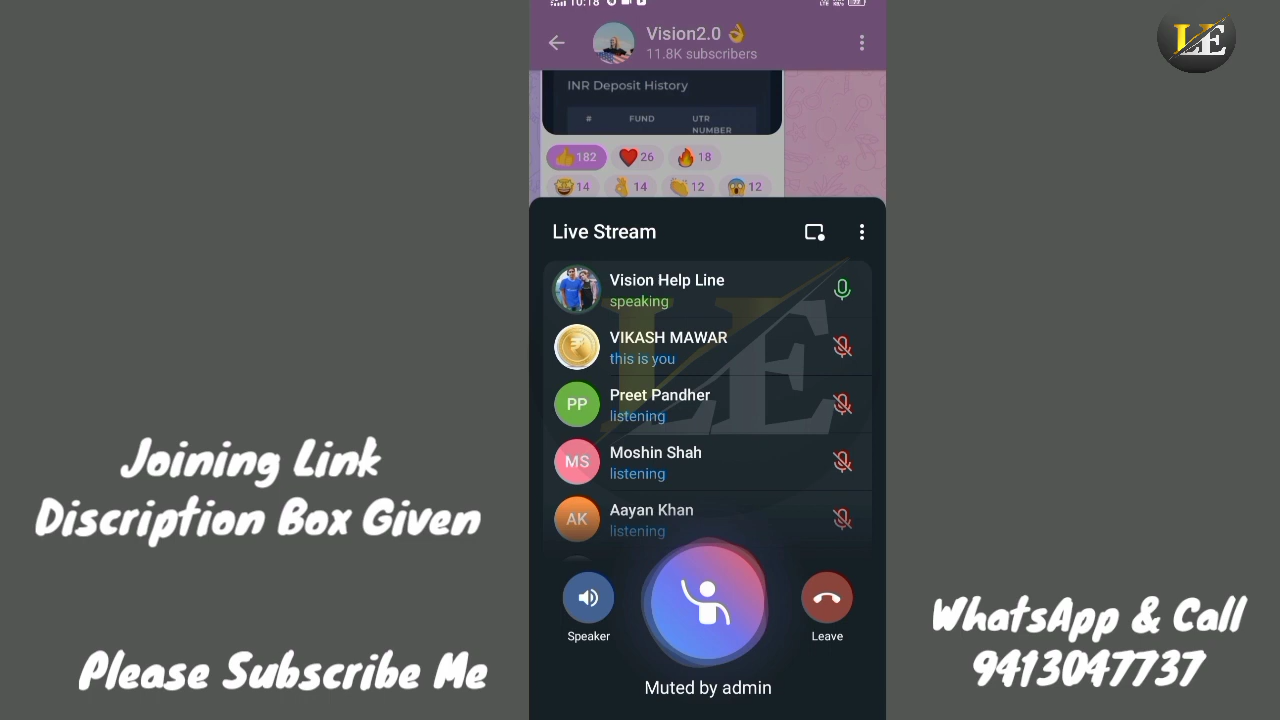 10:18
Vision2.0 👌
11.8K subscribers
LE
INR Deposit History
# FUND UTR NUMBER
👍 182 ❤️ 26 🔥 18
🤩 14 👌 14 👏 12 😱 12
Live Stream
Vision Help Line
speaking
VIKASH MAWAR
this is you
PP
Preet Pandher
listening
MS
Moshin Shah
listening
AK
Aayan Khan
listening
LE
Speaker
Leave
Muted by admin
Joining Link
Discription Box Given
Please Subscribe Me
WhatsApp & Call
9413047737